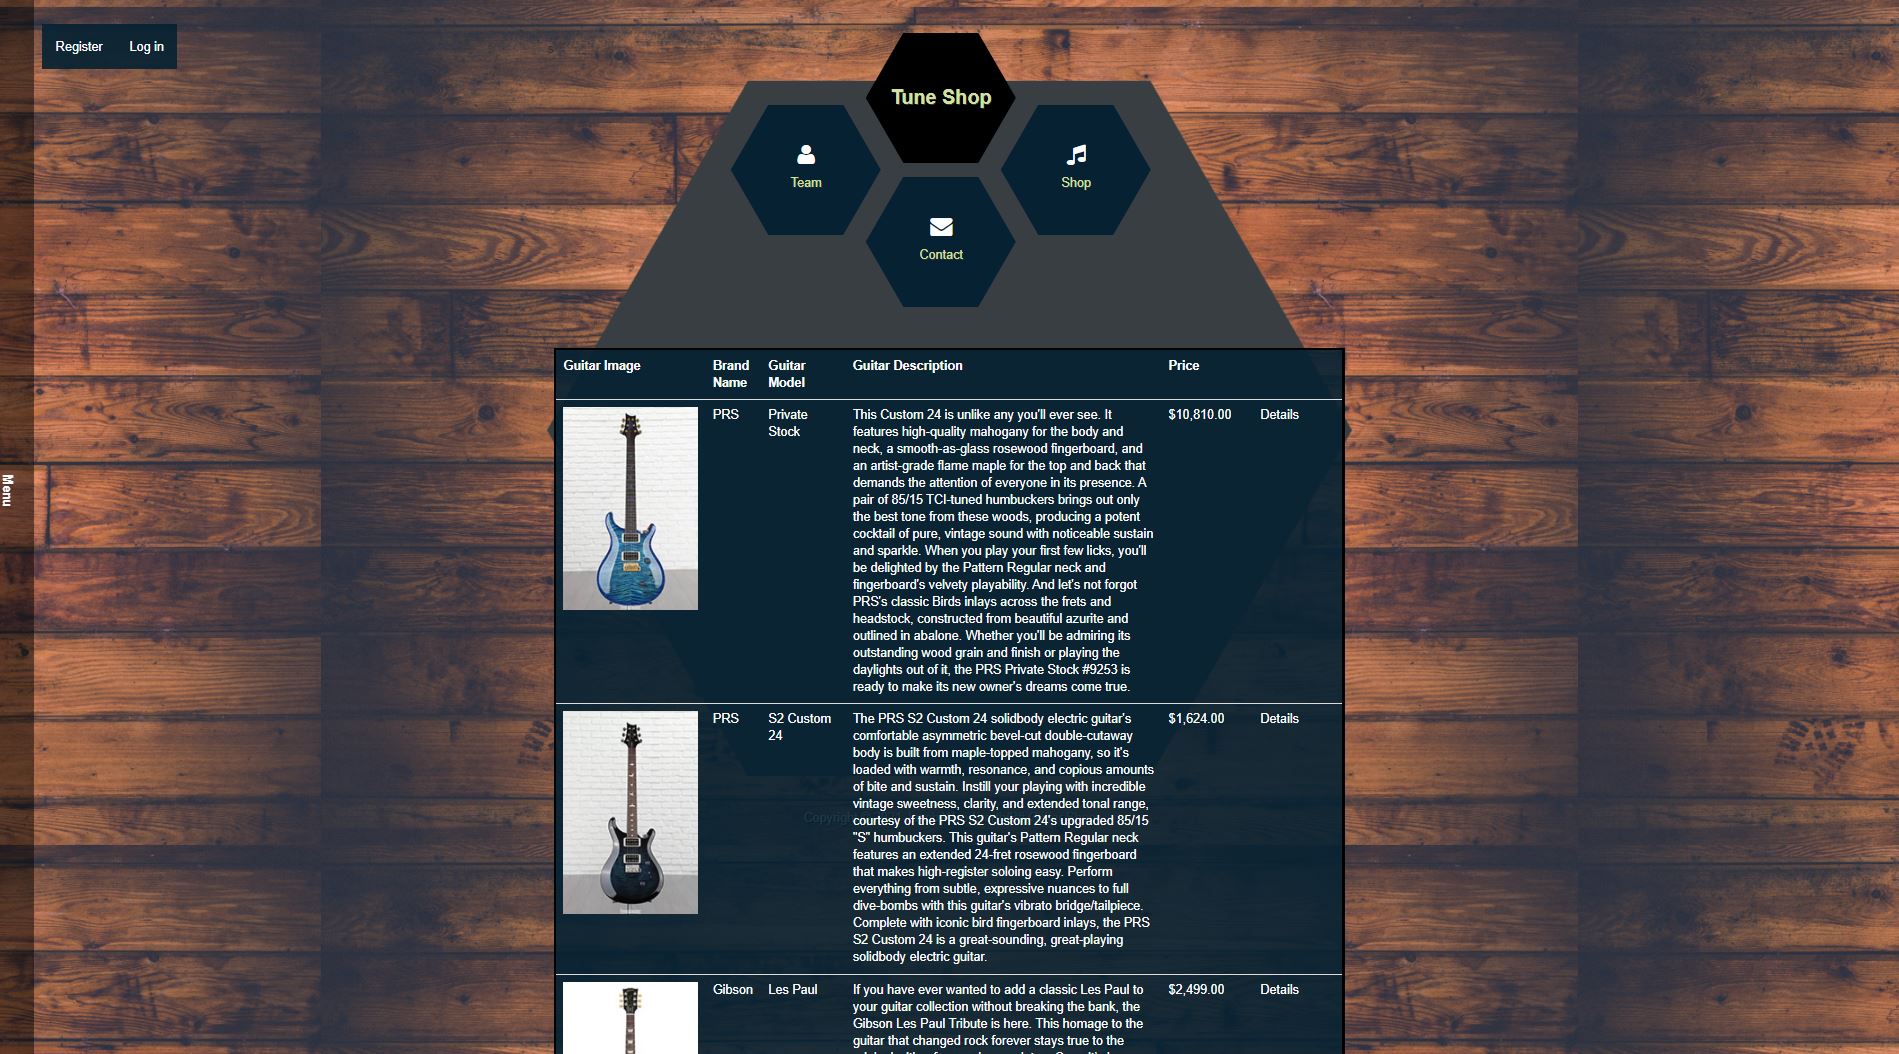 Register
Log in
Tune Shop
Team
Shop
Contact
Menu
Guitar Image
Brand
Name
Guitar
Model
Guitar Description
Price
PRS
Private
Stock
This Custom 24 is unlike any you'll ever see. It
features high-quality mahogany for the body and
neck, a smooth-as-glass rosewood fingerboard, and
an artist-grade flame maple for the top and back that
demands the attention of everyone in its presence. A
pair of 85/15 TCI-tuned humbuckers brings out only
the best tone from these woods, producing a potent
cocktail of pure, vintage sound with noticeable sustain
and sparkle. When you play your first few licks, you'll
be delighted by the Pattern Regular neck and
fingerboard's velvety playability. And let's not forgot
PRS's classic Birds inlays across the frets and
headstock, constructed from beautiful azurite and
outlined in abalone. Whether you'll be admiring its
outstanding wood grain and finish or playing the
daylights out of it, the PRS Private Stock #9253 is
ready to make its new owner's dreams come true.
$10,810.00
Details
PRS
S2 Custom
24
The PRS S2 Custom 24 solidbody electric guitar's
comfortable asymmetric bevel-cut double-cutaway
body is built from maple-topped mahogany, so it's
loaded with warmth, resonance, and copious amounts
of bite and sustain. Instill your playing with incredible
vintage sweetness, clarity, and extended tonal range,
courtesy of the PRS S2 Custom 24's upgraded 85/15
"S" humbuckers. This guitar's Pattern Regular neck
features an extended 24-fret rosewood fingerboard
that makes high-register soloing easy. Perform
everything from subtle, expressive nuances to full
dive-bombs with this guitar's vibrato bridge/tailpiece.
Complete with iconic bird fingerboard inlays, the PRS
S2 Custom 24 is a great-sounding, great-playing
solidbody electric guitar.
$1,624.00
Details
Gibson
Les Paul
If you have ever wanted to add a classic Les Paul to
your guitar collection without breaking the bank, the
Gibson Les Paul Tribute is here. This homage to the
guitar that changed rock forever stays true to the
$2,499.00
Details